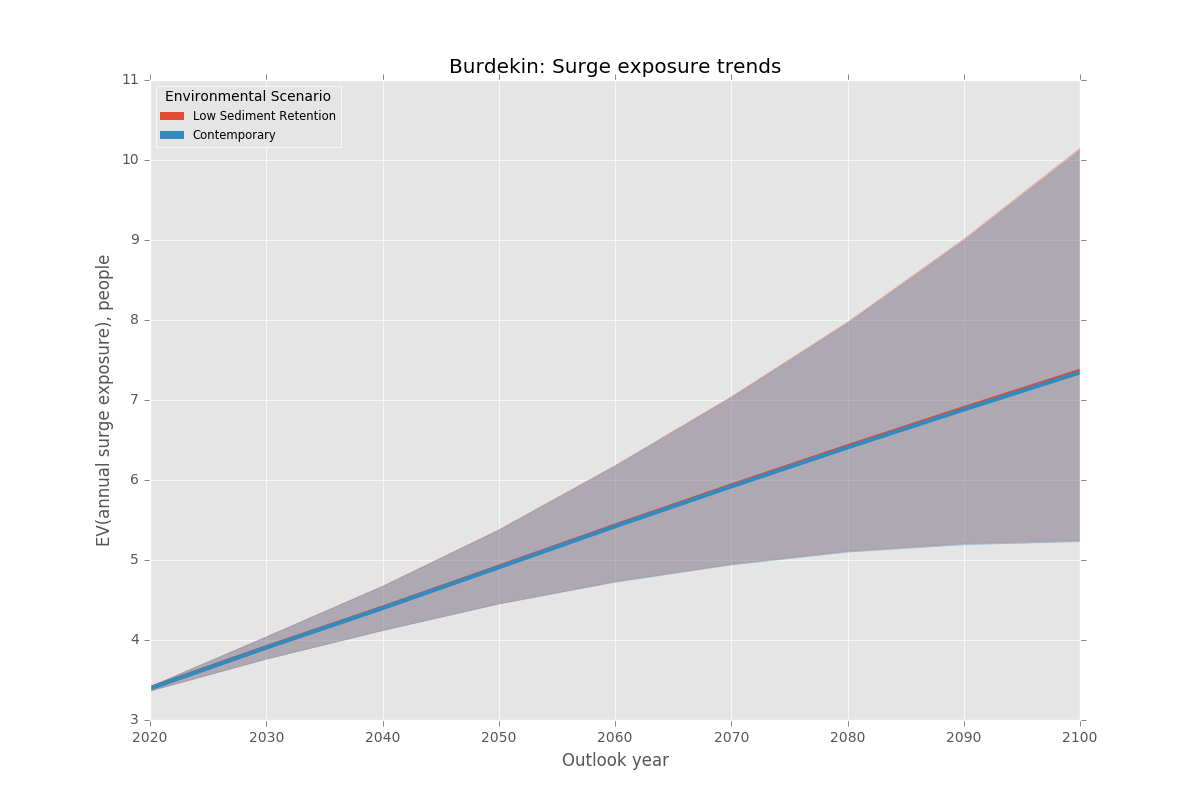 Burdekin: Surge exposure trends
11
10
9
8
7
6
5
4
3
Environmental Scenario
Low Sediment Retention
Contemporary
EV(annual surge exposure), people
2020 2030 2040 2050 2060 2070 2080 2090 2100
Outlook year